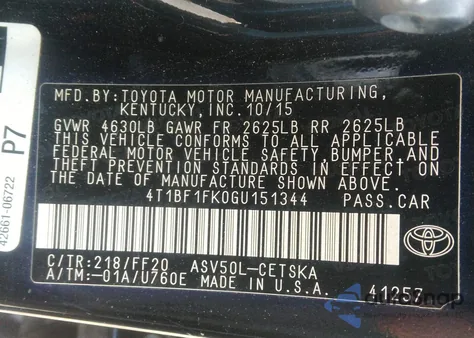 MFD. BY: TOYOTA MOTOR MANUFACTURING,
KENTUCKY, INC. 10/15
GVWR 4630LB GAWR FR 2625LB RR 2625LB
THIS VEHICLE CONFORMS TO ALL APPLICABLE
FEDERAL MOTOR VEHICLE SAFETY, BUMPER, AND
THEFT PREVENTION STANDARDS IN EFFECT ON
THE DATE OF MANUFACTURE SHOWN ABOVE.
4T1BF1FK0GU151344 PASS.CAR
C/TR:218/FF20 ASV50L-CETSKA
A/TM:-01A/U760E MADE IN U.S.A. 41257
TOYOTA
42661-06722 P7
autosnap